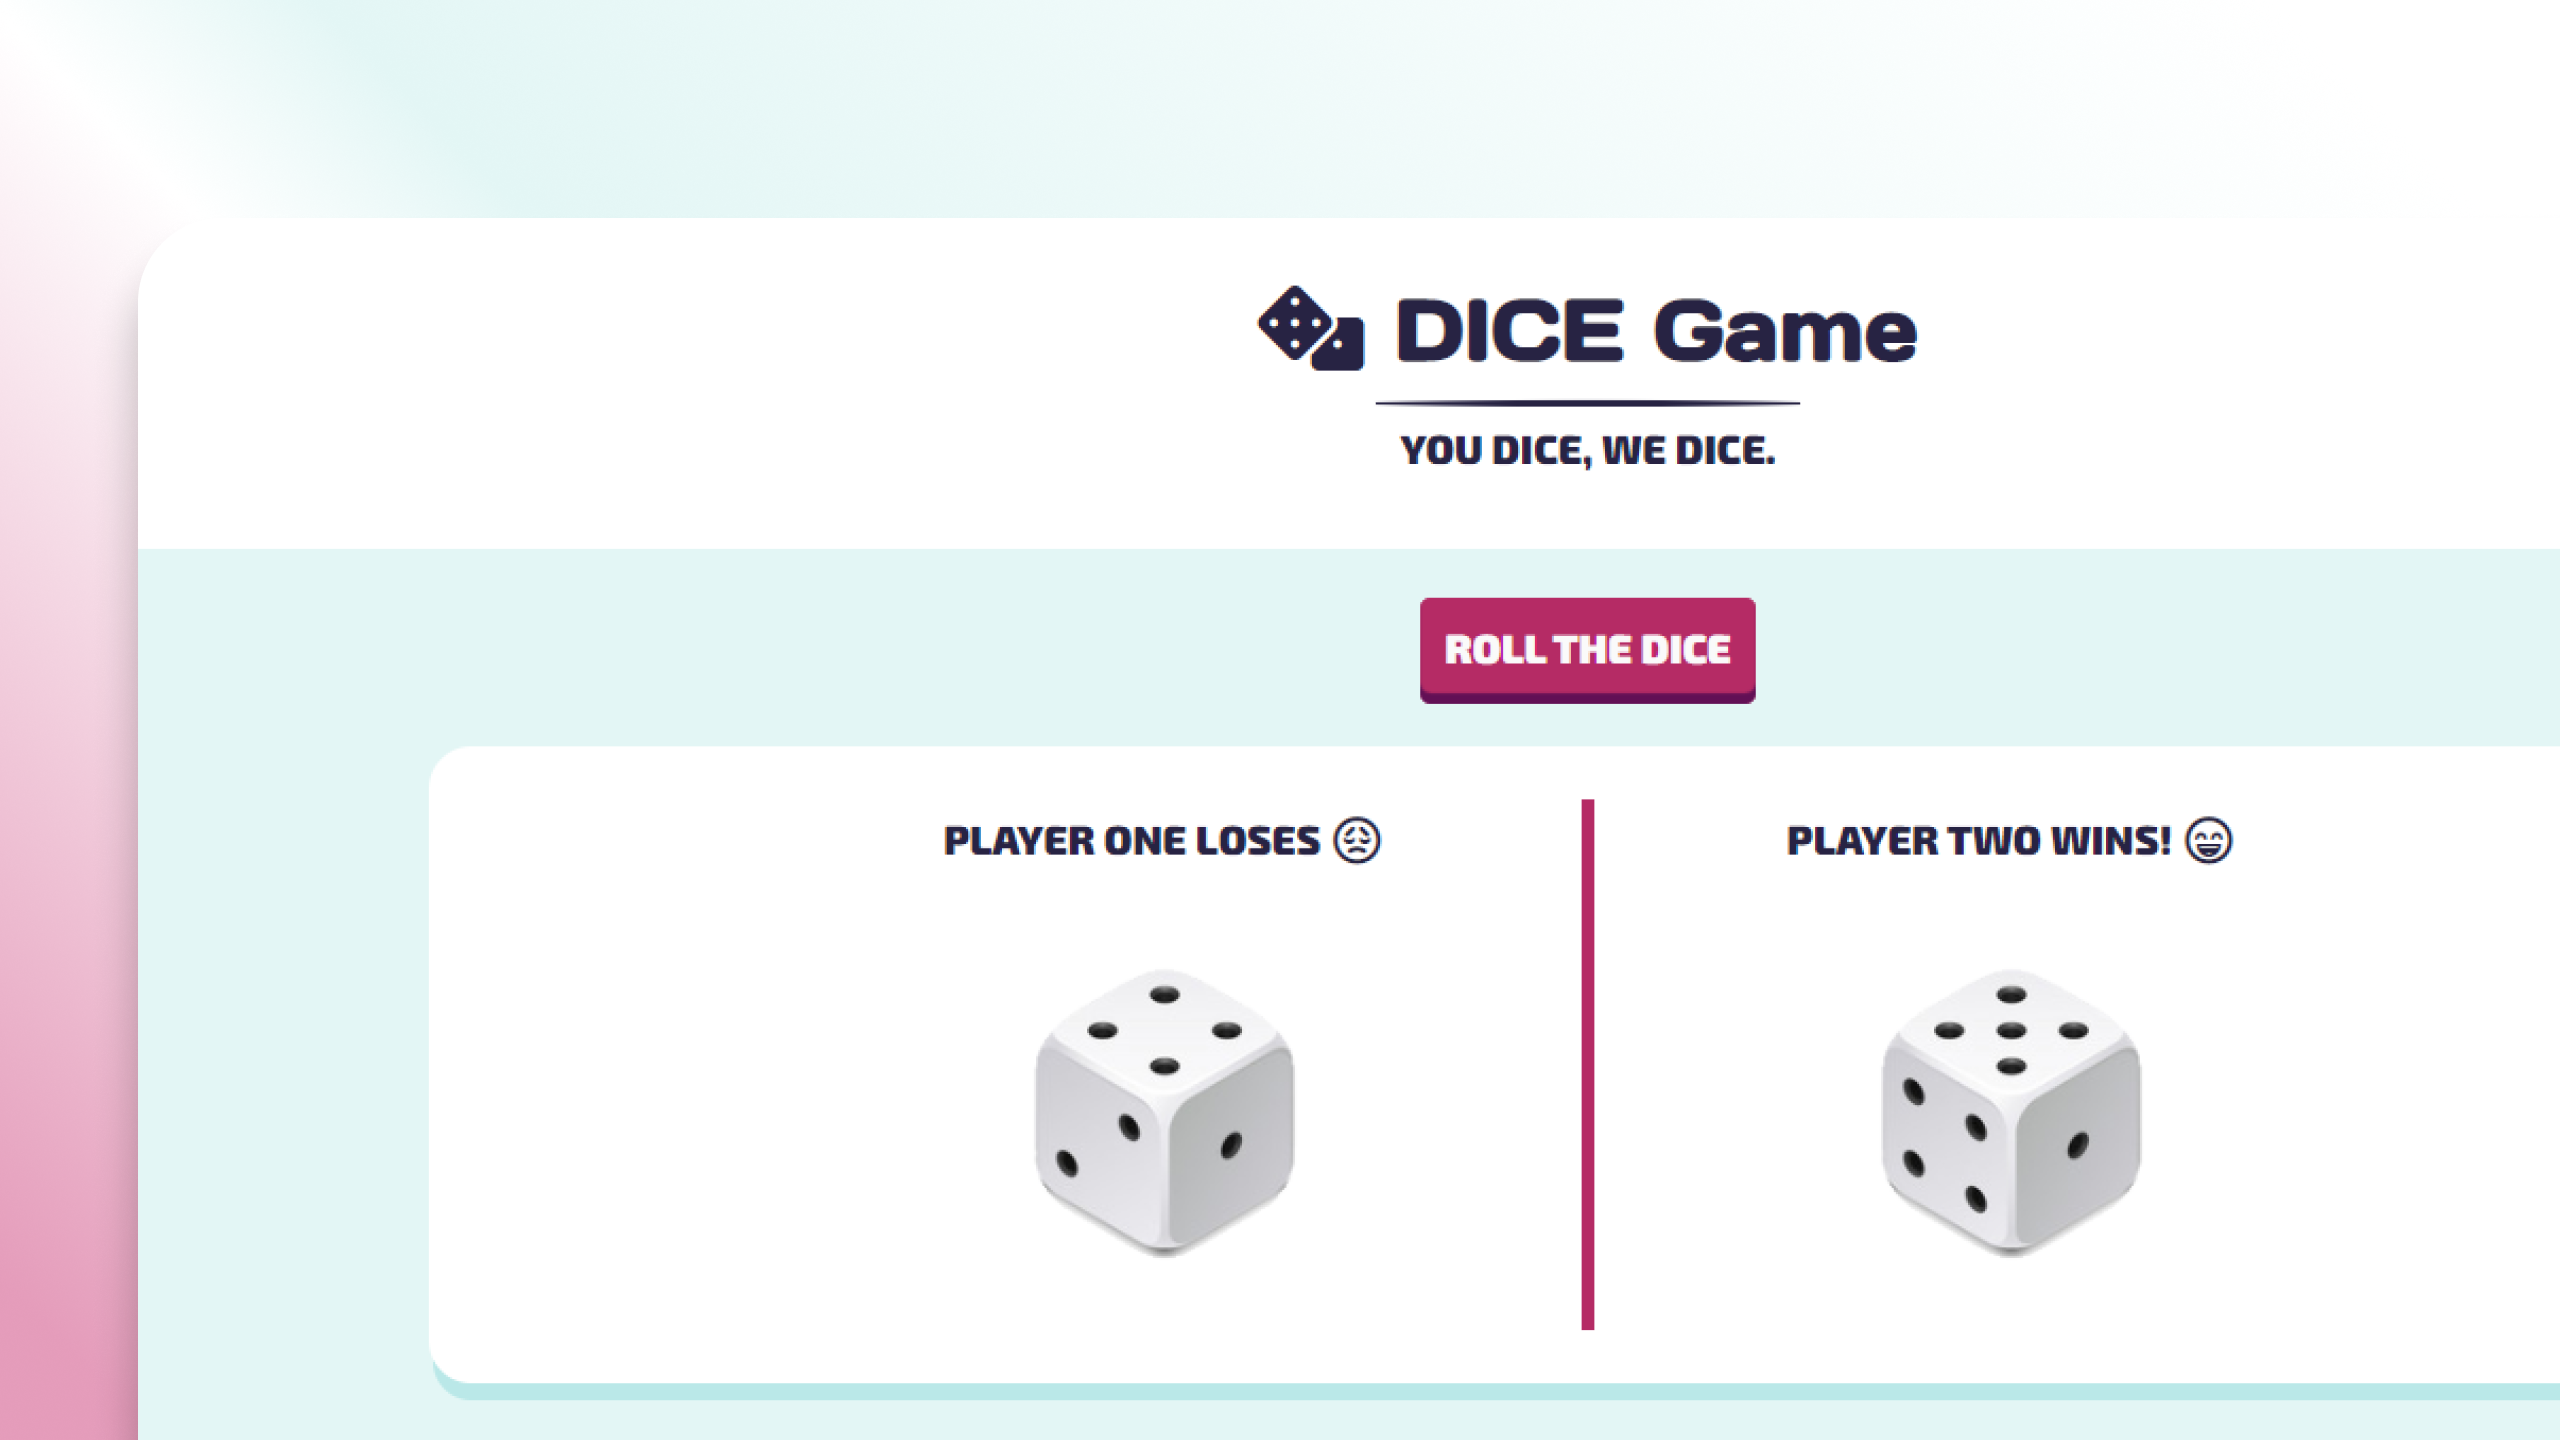 DICE Game
YOU DICE, WE DICE.
ROLL THE DICE
PLAYER ONE LOSES
PLAYER TWO WINS!